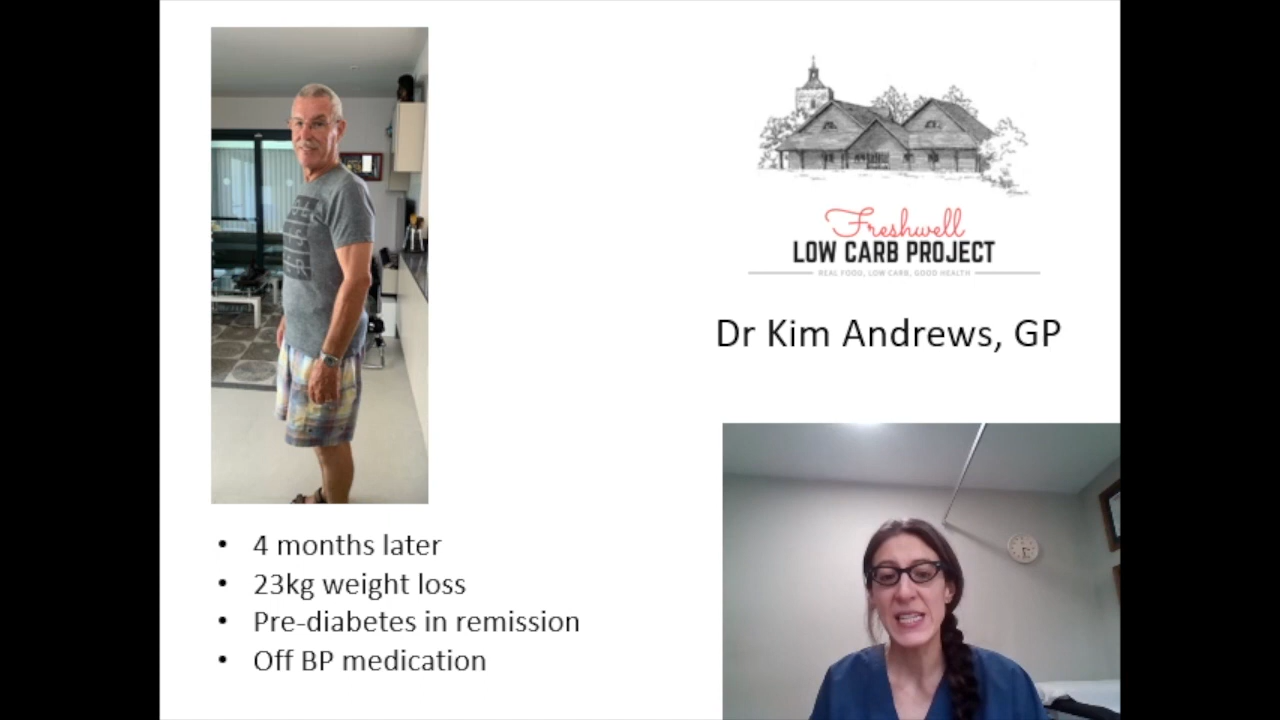 Freshwell
LOW CARB PROJECT
REAL FOOD, LOW CARB, GOOD HEALTH
Dr Kim Andrews, GP
• 4 months later
• 23kg weight loss
• Pre-diabetes in remission
• Off BP medication